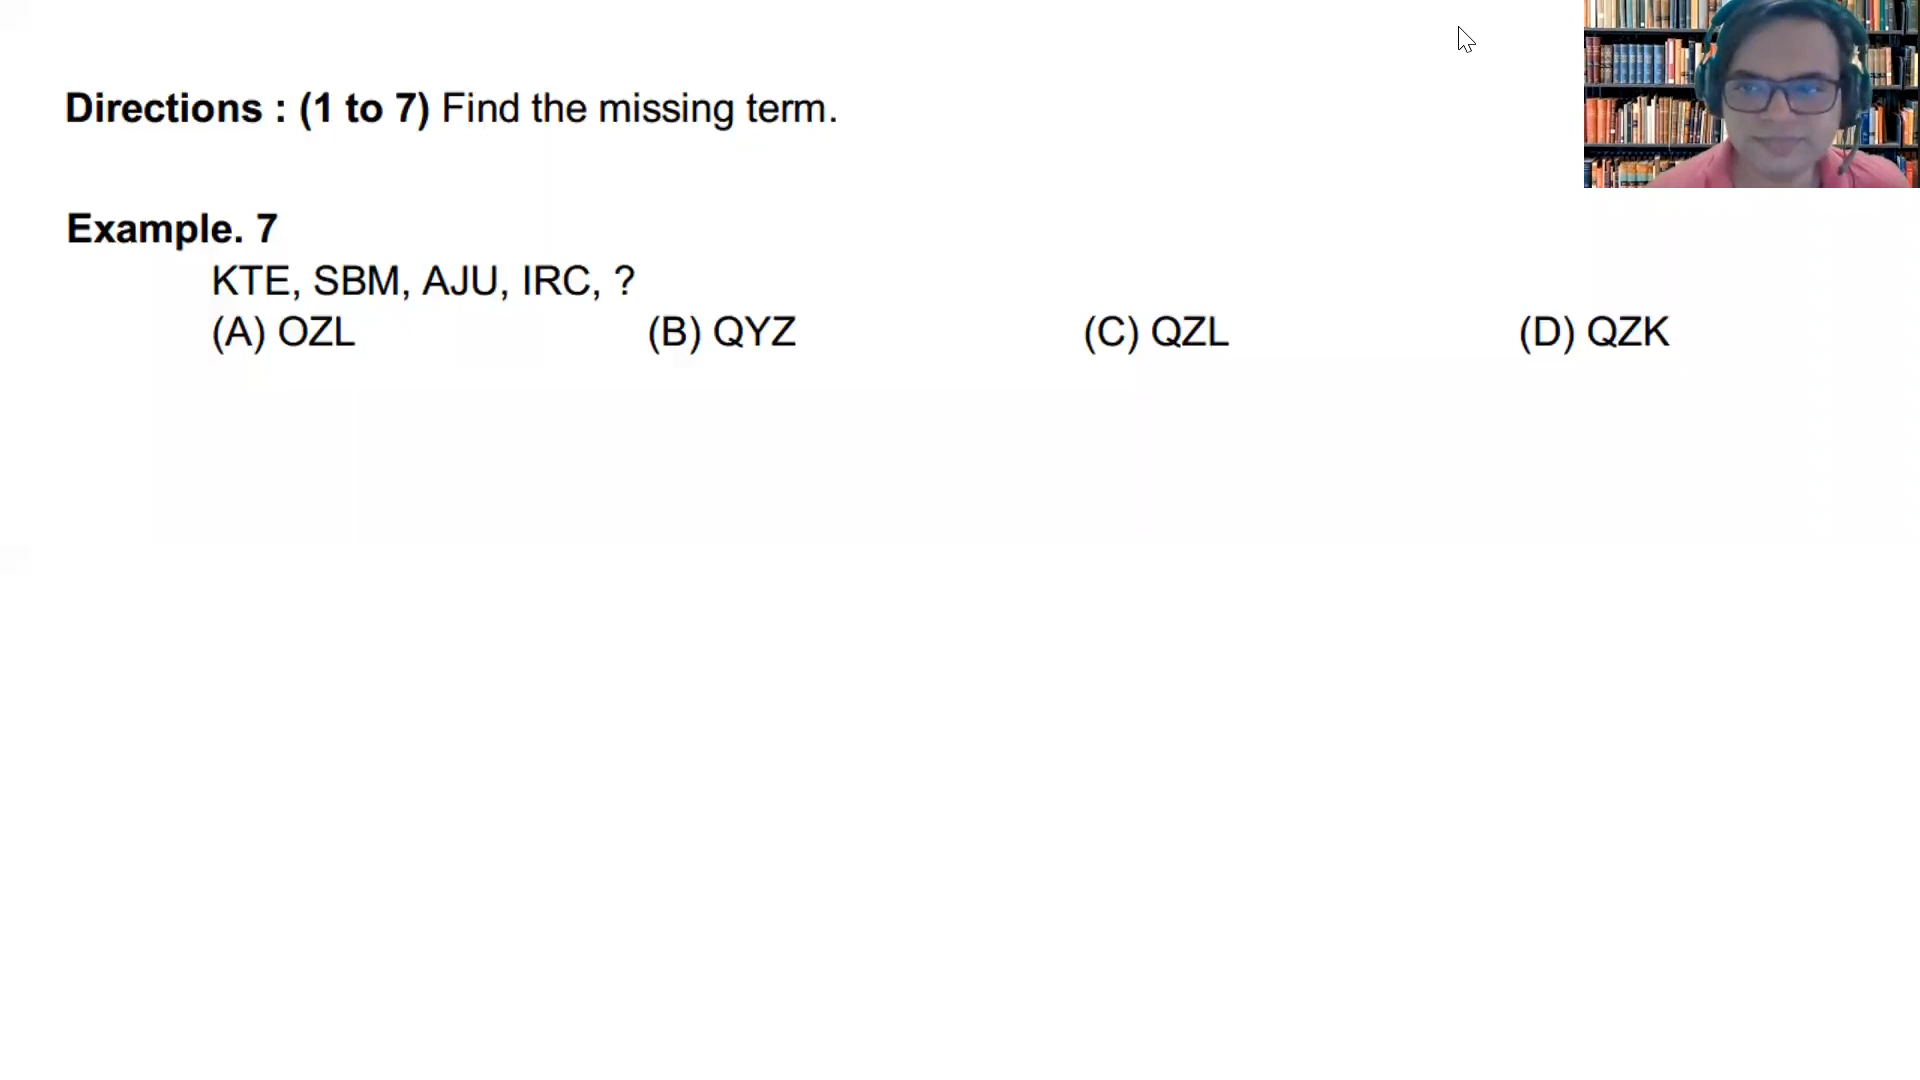 Directions : (1 to 7) Find the missing term.
Example. 7
KTE, SBM, AJU, IRC, ?
(A) OZL (B) QYZ (C) QZL (D) QZK